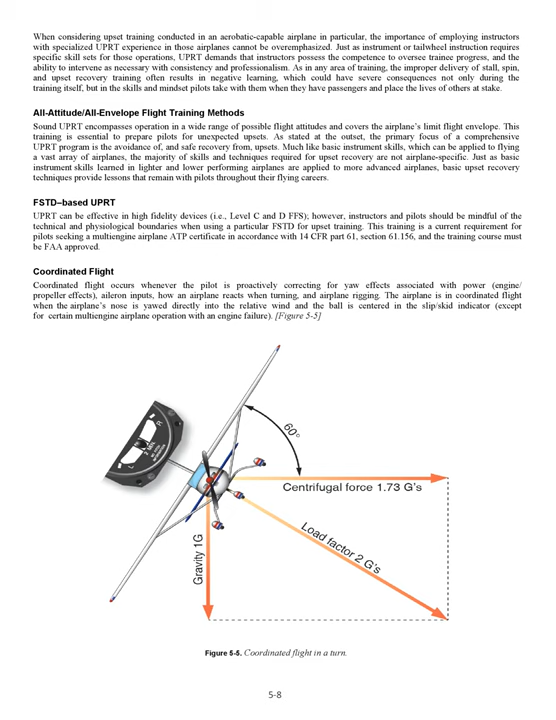 When considering upset training conducted in an aerobatic-capable airplane in particular, the importance of employing instructors
with specialized UPRT experience in those airplanes cannot be overemphasized. Just as instrument or tailwheel instruction requires
specific skill sets for those operations, UPRT demands that instructors possess the competence to oversee trainee progress, and the
ability to intervene as necessary with consistency and professionalism. As in any area of training, the improper delivery of stall, spin,
and upset recovery training often results in negative learning, which could have severe consequences not only during the
training itself, but in the skills and mindset pilots take with them when they have passengers and place the lives of others at stake.
All-Attitude/All-Envelope Flight Training Methods
Sound UPRT encompasses operation in a wide range of possible flight attitudes and covers the airplane's limit flight envelope. This
training is essential to prepare pilots for unexpected upsets. As stated at the outset, the primary focus of a comprehensive
UPRT program is the avoidance of, and safe recovery from, upsets. Much like basic instrument skills, which can be applied to flying
a vast array of airplanes, the majority of skills and techniques required for upset recovery are not airplane-specific. Just as basic
instrument skills learned in lighter and lower performing airplanes are applied to more advanced airplanes, basic upset recovery
techniques provide lessons that remain with pilots throughout their flying careers.
FSTD–based UPRT
UPRT can be effective in high fidelity devices (i.e., Level C and D FFS); however, instructors and pilots should be mindful of the
technical and physiological boundaries when using a particular FSTD for upset training. This training is a current requirement for
pilots seeking a multiengine airplane ATP certificate in accordance with 14 CFR part 61, section 61.156, and the training course must
be FAA approved.
Coordinated Flight
Coordinated flight occurs whenever the pilot is proactively correcting for yaw effects associated with power (engine/
propeller effects), aileron inputs, how an airplane reacts when turning, and airplane rigging. The airplane is in coordinated flight
when the airplane's nose is yawed directly into the relative wind and the ball is centered in the slip/skid indicator (except
for certain multiengine airplane operation with an engine failure). [Figure 5-5]
60°
R
L
2 MIN.
Centrifugal force 1.73 G's
Load factor 2 G's
Gravity 1G
Figure 5-5. Coordinated flight in a turn.
5-8